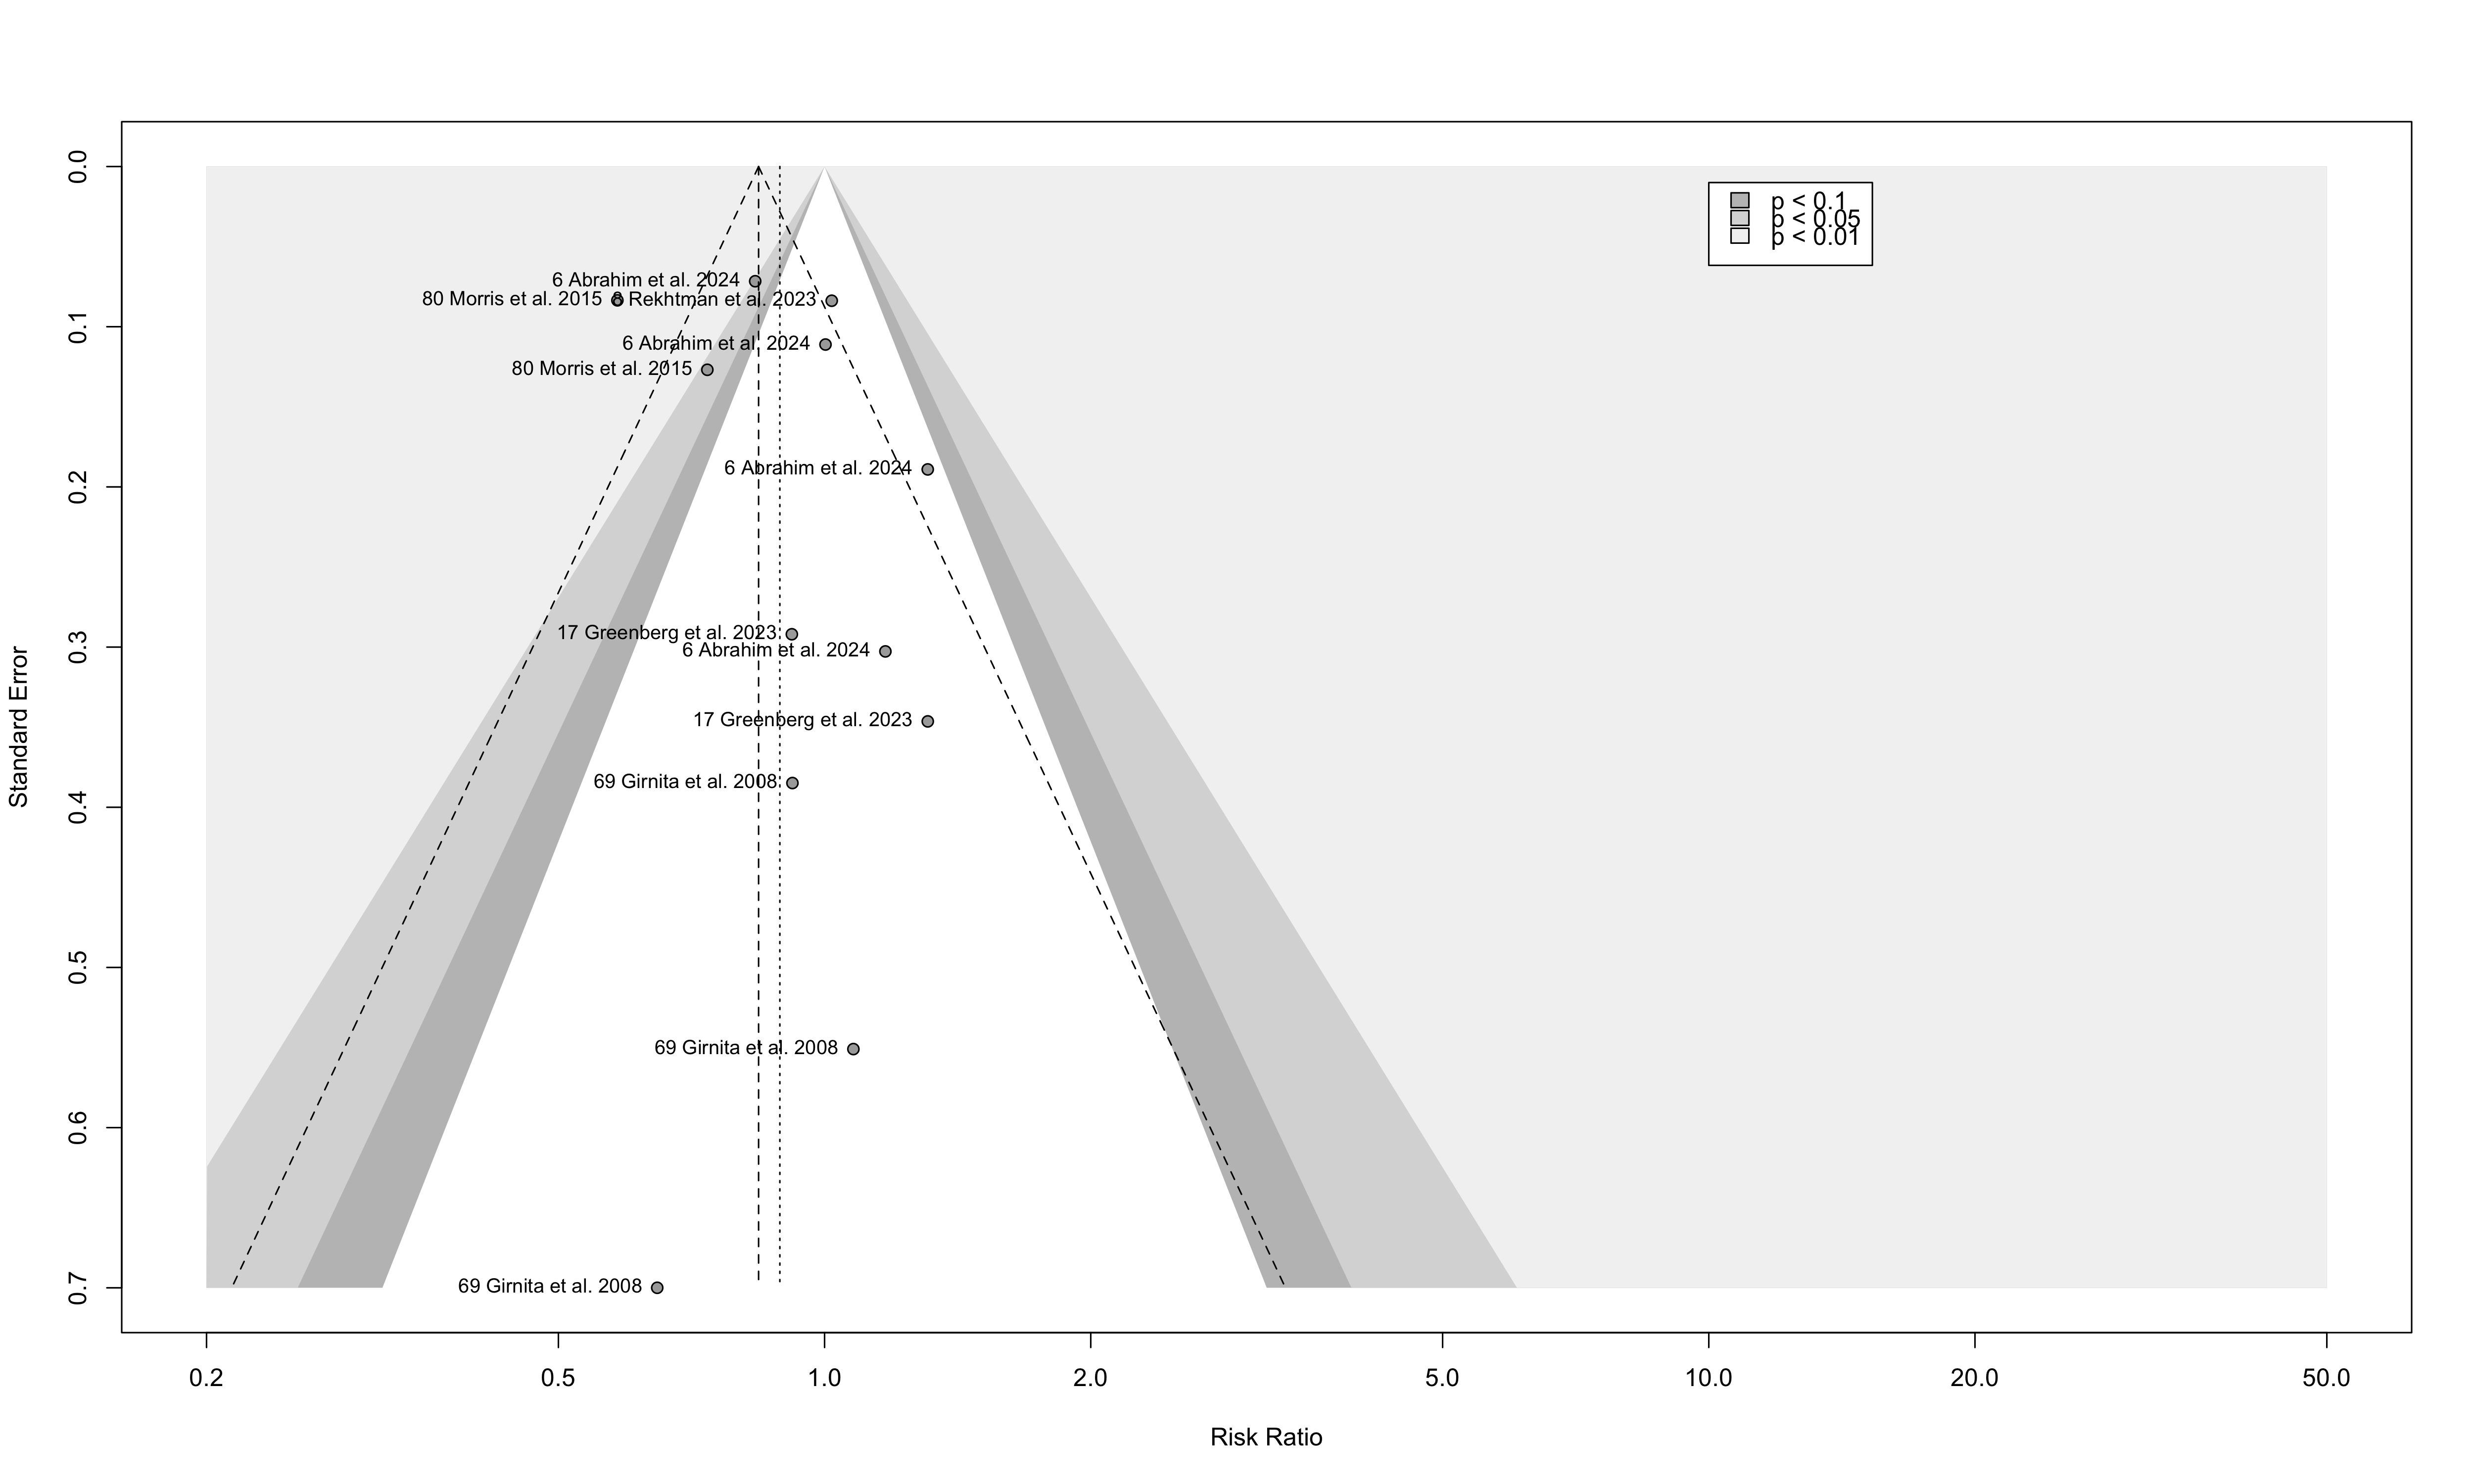 p < 0.1
p < 0.05
p < 0.01
6 Abrahim et al. 2024
80 Morris et al. 2015
8 Rekhtman et al. 2023
6 Abrahim et al. 2024
80 Morris et al. 2015
6 Abrahim et al. 2024
17 Greenberg et al. 2023
6 Abrahim et al. 2024
17 Greenberg et al. 2023
69 Girnita et al. 2008
69 Girnita et al. 2008
69 Girnita et al. 2008
Standard Error
0.0
0.1
0.2
0.3
0.4
0.5
0.6
0.7
0.2 0.5 1.0 2.0 5.0 10.0 20.0 50.0
Risk Ratio